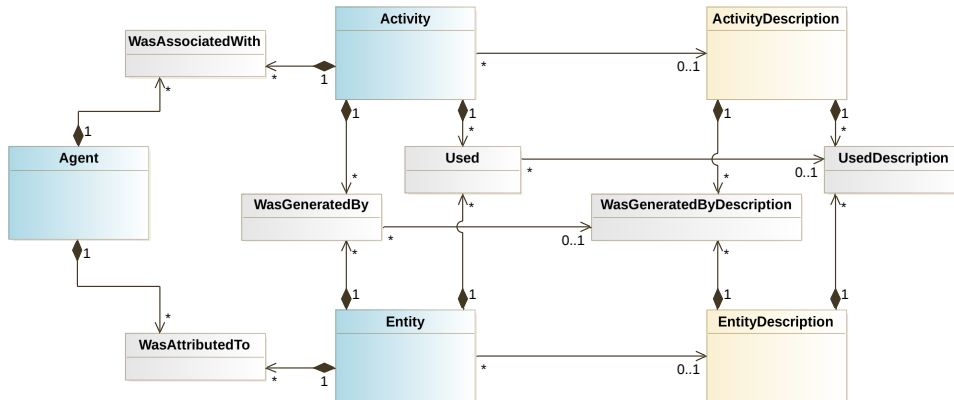 Activity
ActivityDescription
WasAssociatedWith
*
1
*
0..1
*
1
1
*
1
1
*
1
Agent
Used
UsedDescription
*
0..1
*
*
WasGeneratedBy
*
WasGeneratedByDescription
*
*
0..1
1
*
*
1
1
1
1
*
Entity
EntityDescription
WasAttributedTo
*
1
*
0..1